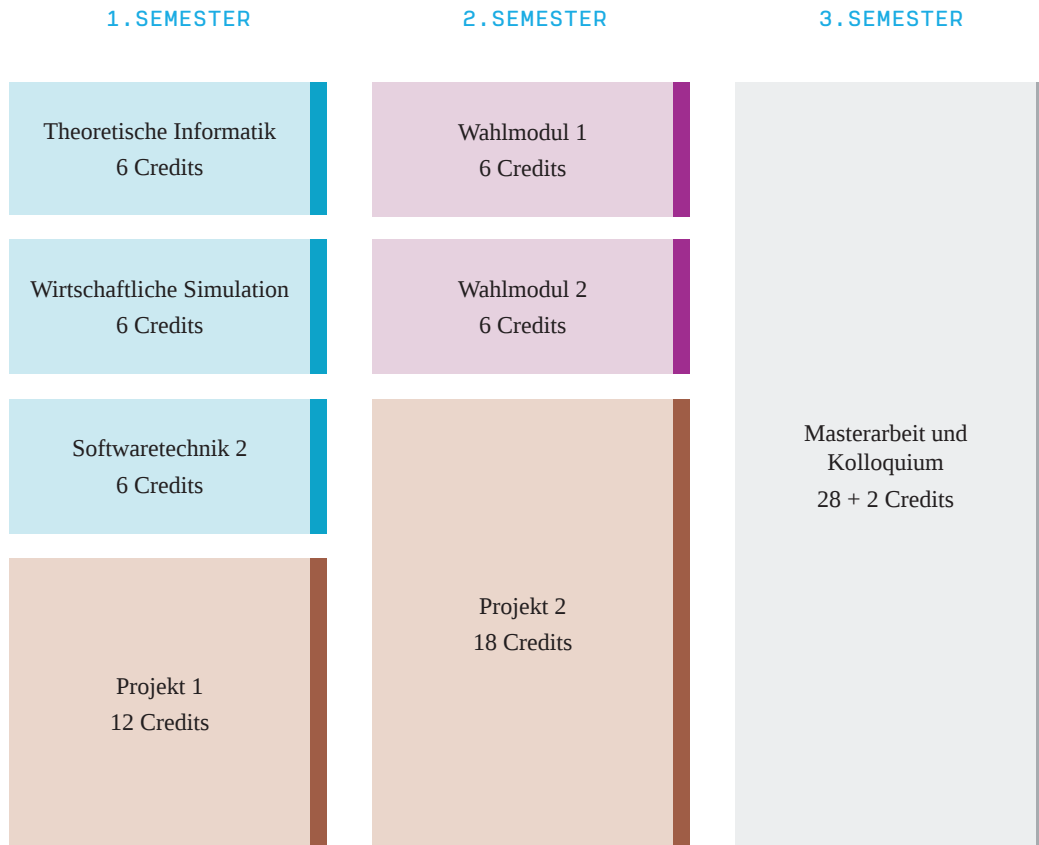 1.SEMESTER
2.SEMESTER
3.SEMESTER
Theoretische Informatik
6 Credits
Wirtschaftliche Simulation
6 Credits
Softwaretechnik 2
6 Credits
Projekt 1
12 Credits
Wahlmodul 1
6 Credits
Wahlmodul 2
6 Credits
Projekt 2
18 Credits
Masterarbeit und
Kolloquium
28 + 2 Credits